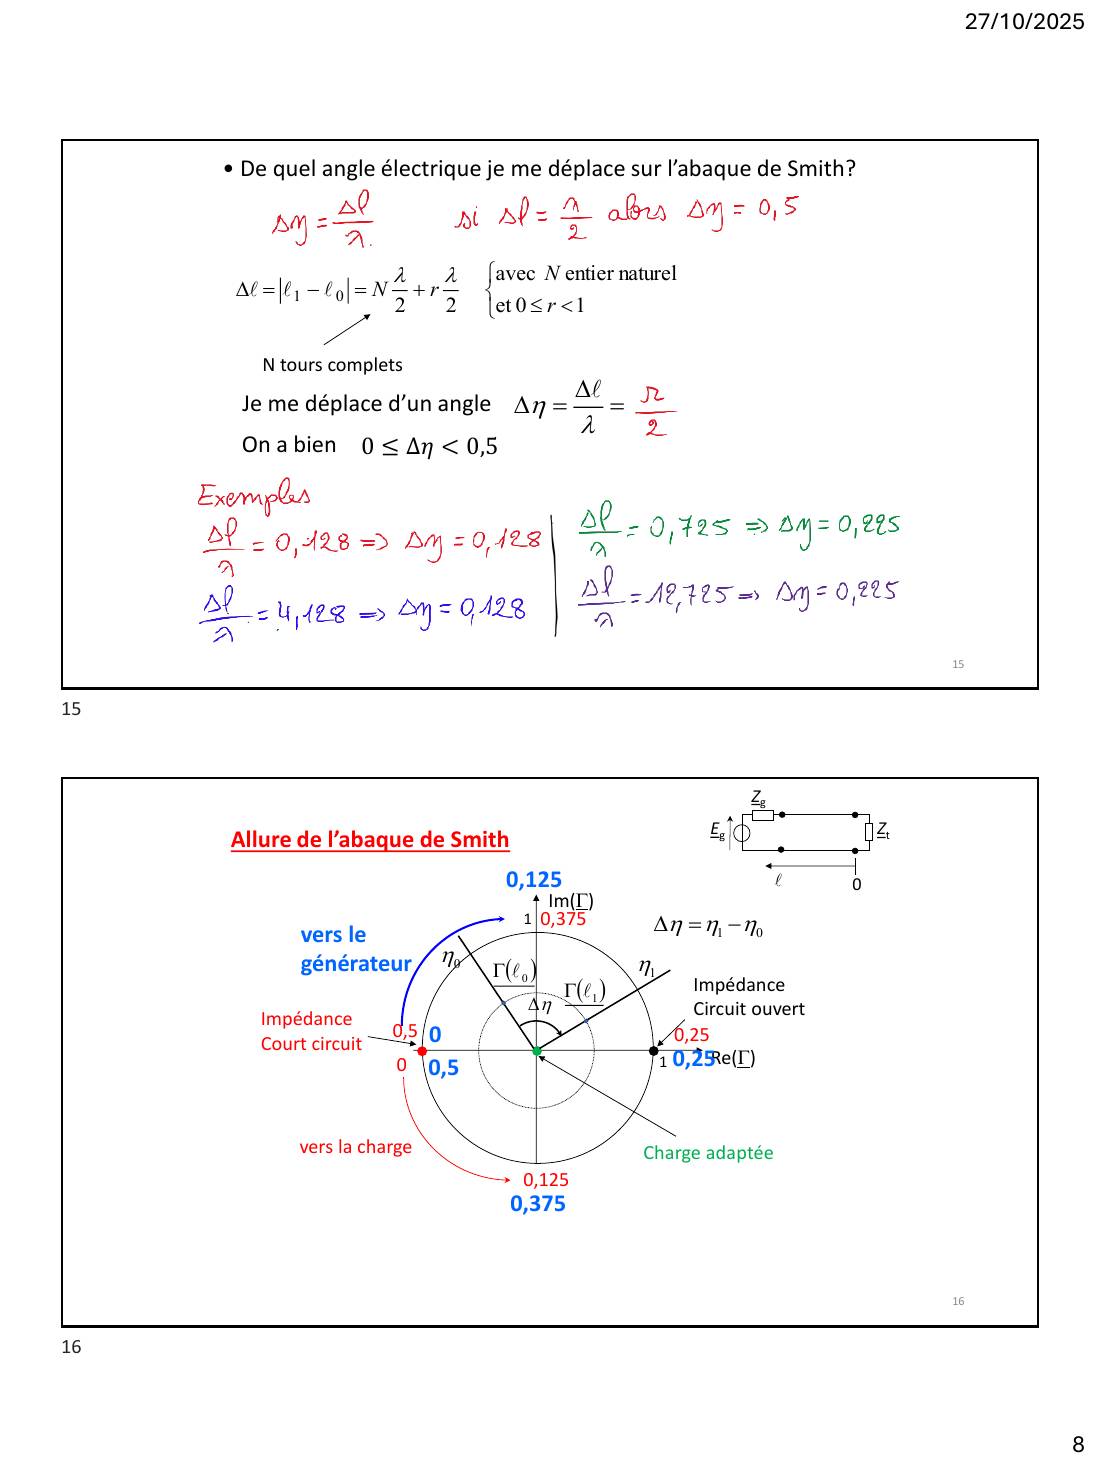 27/10/2025
• De quel angle électrique je me déplace sur l'abaque de Smith?
Δη = Δℓ/λ si Δℓ = λ/2 alors Δη = 0,5
Δℓ = |ℓ₁ − ℓ₀| = N λ/2 + r λ/2 { avec N entier naturel
et 0 ≤ r < 1
N tours complets
Je me déplace d'un angle Δη = Δℓ/λ = r/2
On a bien 0 ≤ Δη < 0,5
Exemples
Δℓ/λ = 0,128 => Δη = 0,128
Δℓ/λ = 4,128 => Δη = 0,128
Δℓ/λ = 0,725 => Δη = 0,225
Δℓ/λ = 12,725 => Δη = 0,225
15
15
Allure de l'abaque de Smith
Zg
Eg
Zt
ℓ
0
0,125
Im(Γ)
1
0,375
Δη = η₁ − η₀
vers le
générateur
η₀
Γ(ℓ₀)
Γ(ℓ₁)
η₁
Δη
Impédance
Circuit ouvert
Impédance
Court circuit
0,5
0
0
0,5
0,25
1
0,25
Re(Γ)
vers la charge
Charge adaptée
0,125
0,375
16
16
8